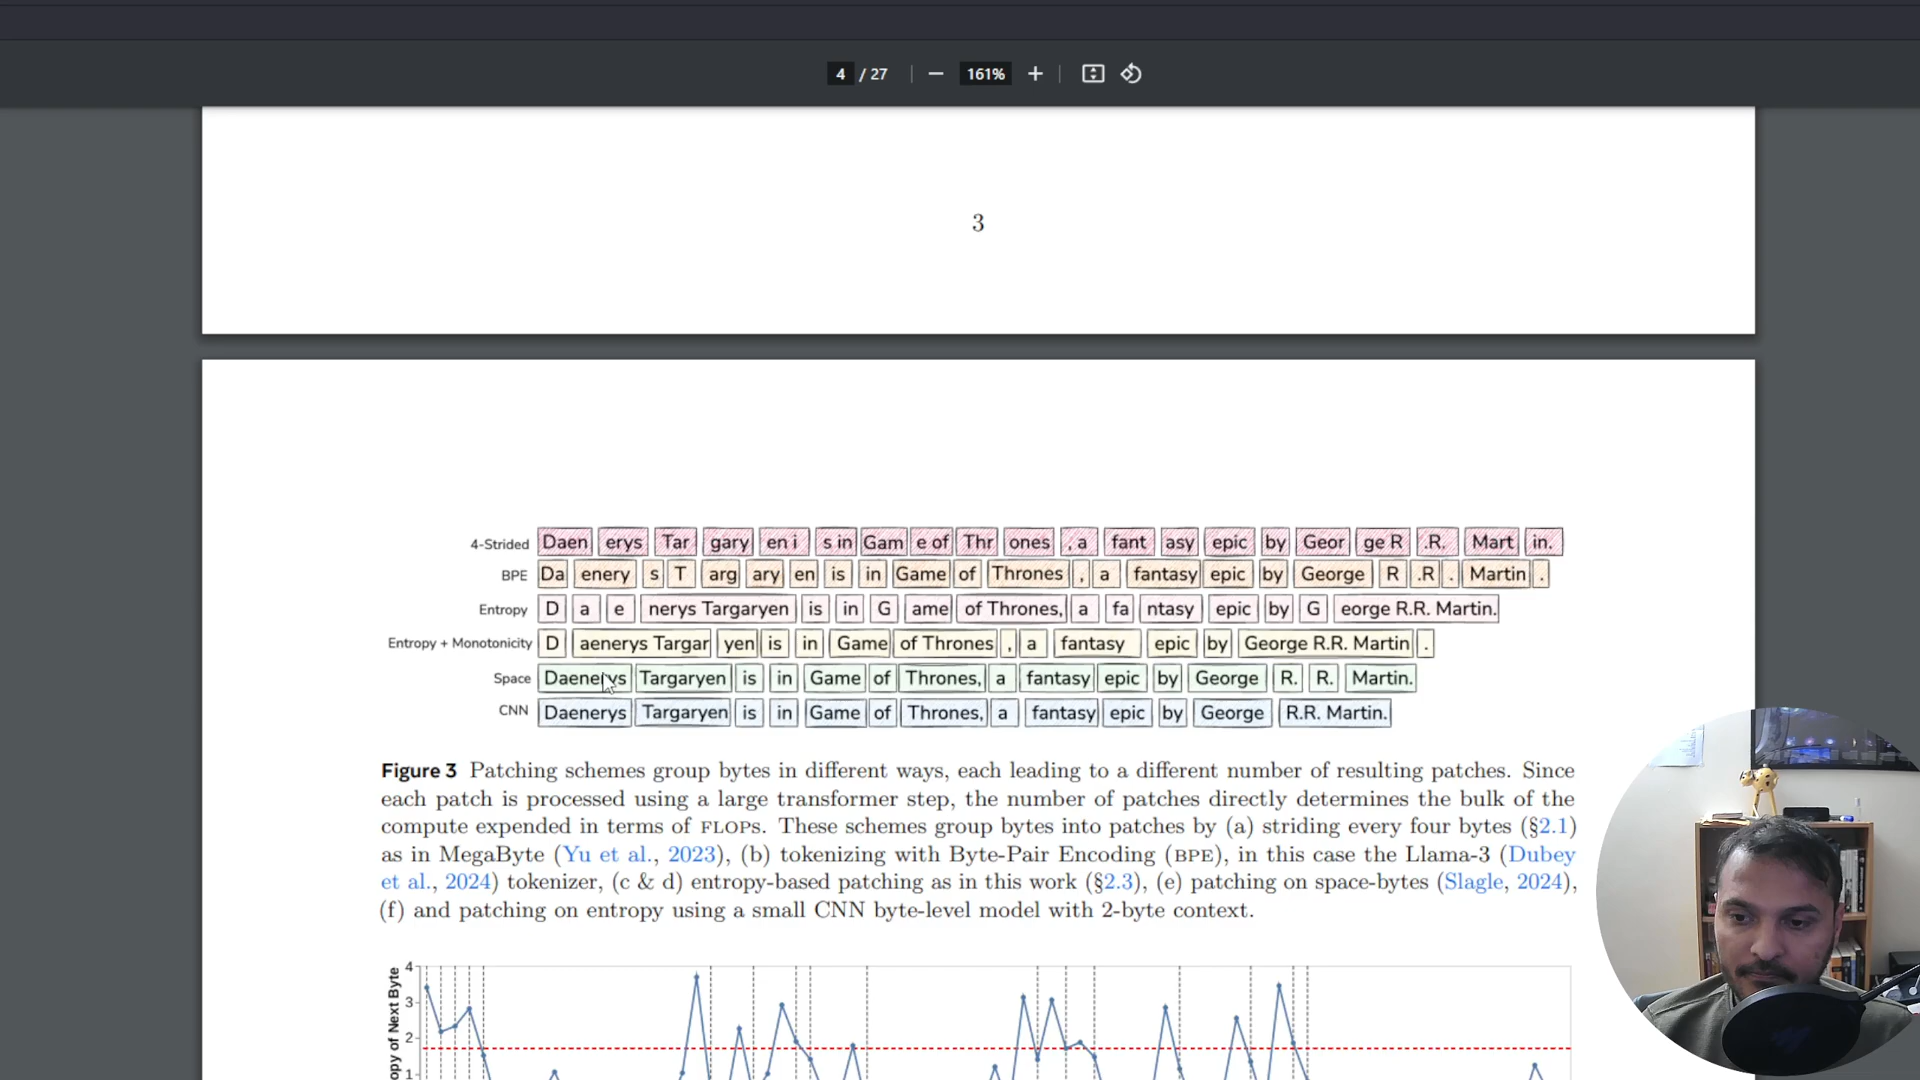 4 / 27 161%
3
4-Strided Daen erys Tar gary en i s in Gam e of Thr ones , a fant asy epic by Geor ge R .R. Mart in.
BPE Da enery s T arg ary en is in Game of Thrones , a fantasy epic by George R .R . Martin .
Entropy D a e nerys Targaryen is in G ame of Thrones, a fa ntasy epic by G eorge R.R. Martin.
Entropy + Monotonicity D aenerys Targar yen is in Game of Thrones , a fantasy epic by George R.R. Martin .
Space Daenerys Targaryen is in Game of Thrones, a fantasy epic by George R. R. Martin.
CNN Daenerys Targaryen is in Game of Thrones, a fantasy epic by George R.R. Martin.
Figure 3 Patching schemes group bytes in different ways, each leading to a different number of resulting patches. Since
each patch is processed using a large transformer step, the number of patches directly determines the bulk of the
compute expended in terms of FLOPs. These schemes group bytes into patches by (a) striding every four bytes (§2.1)
as in MegaByte (Yu et al., 2023), (b) tokenizing with Byte-Pair Encoding (BPE), in this case the Llama-3 (Dubey
et al., 2024) tokenizer, (c & d) entropy-based patching as in this work (§2.3), (e) patching on space-bytes (Slagle, 2024),
(f) and patching on entropy using a small CNN byte-level model with 2-byte context.
4
3
2
1
opy of Next Byte